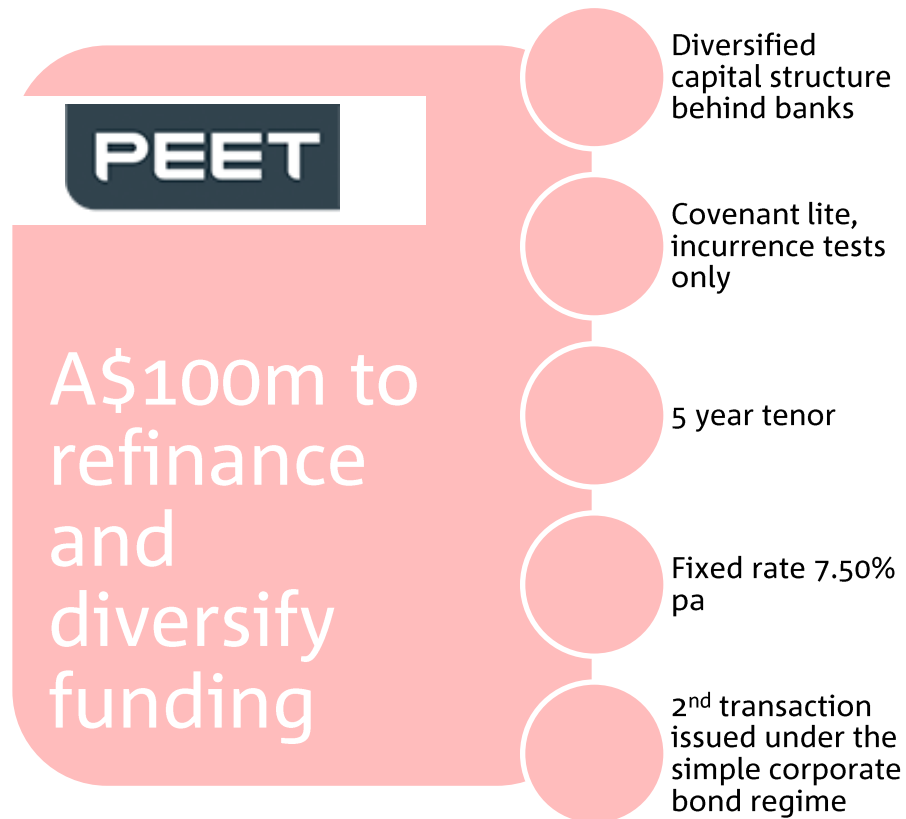 PEET
A$100m to
refinance
and
diversify
funding
Diversified
capital structure
behind banks
Covenant lite,
incurrence tests
only
5 year tenor
Fixed rate 7.50%
pa
2nd transaction
issued under the
simple corporate
bond regime